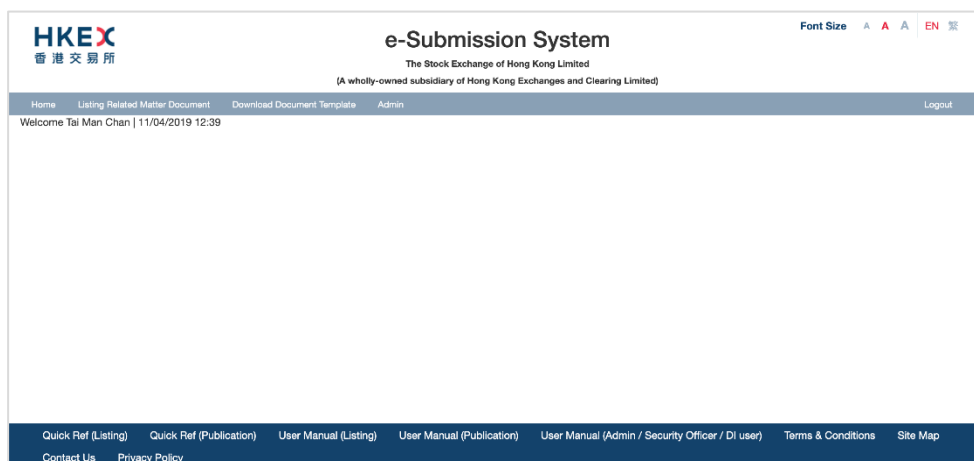 HKEX
香港交易所
e-Submission System
The Stock Exchange of Hong Kong Limited
(A wholly-owned subsidiary of Hong Kong Exchanges and Clearing Limited)
Font Size A A A EN 繁
Home Listing Related Matter Document Download Document Template Admin Logout
Welcome Tai Man Chan | 11/04/2019 12:39
Quick Ref (Listing) Quick Ref (Publication) User Manual (Listing) User Manual (Publication) User Manual (Admin / Security Officer / DI user) Terms & Conditions Site Map
Contact Us Privacy Policy